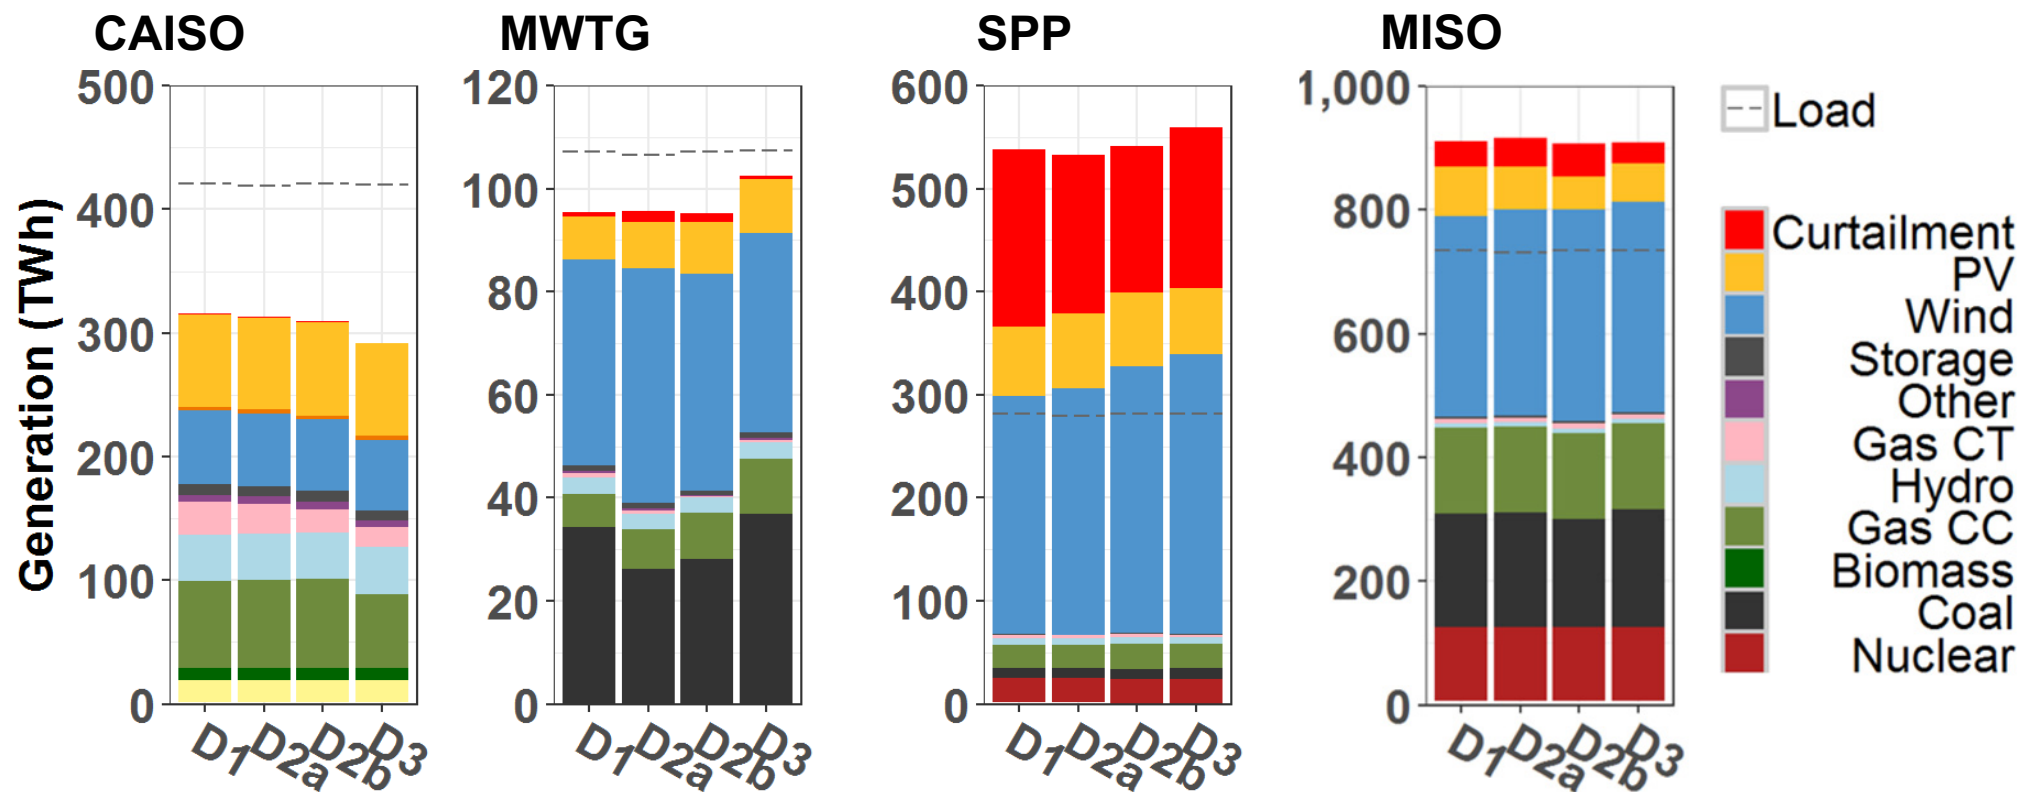 CAISO
MWTG
SPP
MISO
Generation (TWh)
500
400
300
200
100
0
D1
D2a
D2b
D3
120
100
80
60
40
20
0
D1
D2a
D2b
D3
600
500
400
300
200
100
0
D1
D2a
D2b
D3
1,000
800
600
400
200
0
D1
D2a
D2b
D3
Load
Curtailment
PV
Wind
Storage
Other
Gas CT
Hydro
Gas CC
Biomass
Coal
Nuclear